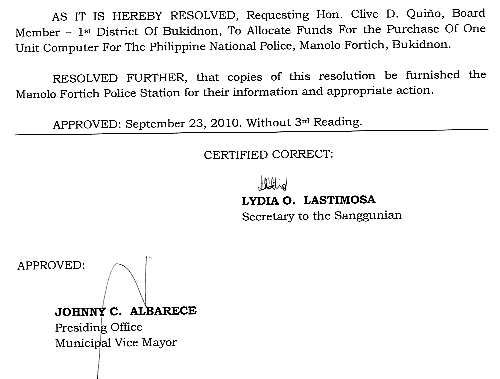 AS IT IS HEREBY RESOLVED, Requesting Hon. Clive D. Quiño, Board
Member – 1st District Of Bukidnon, To Allocate Funds For the Purchase Of One
Unit Computer For The Philippine National Police, Manolo Fortich, Bukidnon.
RESOLVED FURTHER, that copies of this resolution be furnished the
Manolo Fortich Police Station for their information and appropriate action.
APPROVED: September 23, 2010. Without 3rd Reading.
CERTIFIED CORRECT:
LYDIA O. LASTIMOSA
Secretary to the Sanggunian
APPROVED:
JOHNNY C. ALBARECE
Presiding Office
Municipal Vice Mayor